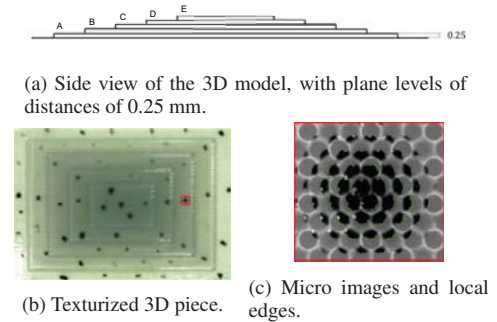 A B C D E
0.25
(a) Side view of the 3D model, with plane levels of
distances of 0.25 mm.
(b) Texturized 3D piece.
(c) Micro images and local
edges.